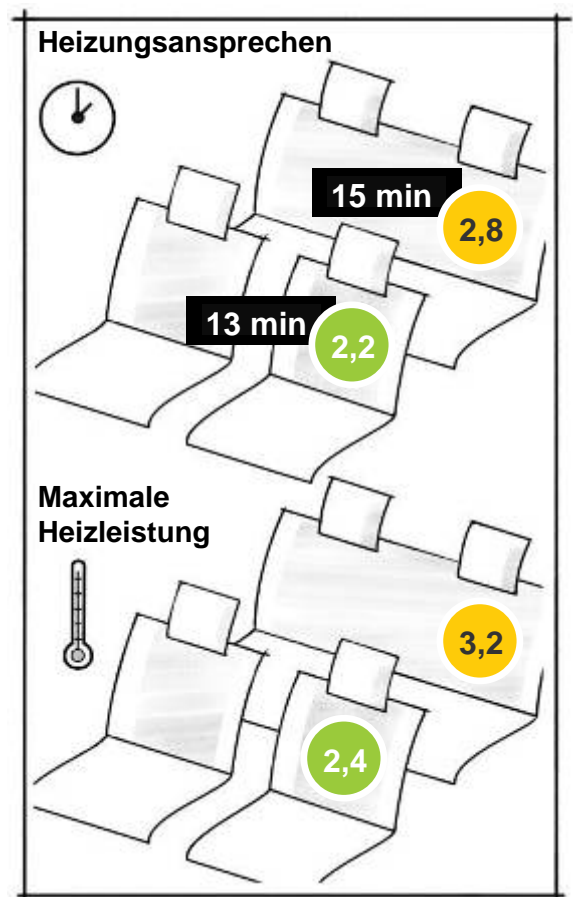 Heizungsansprechen
15 min
2,8
13 min
2,2
Maximale
Heizleistung
3,2
2,4